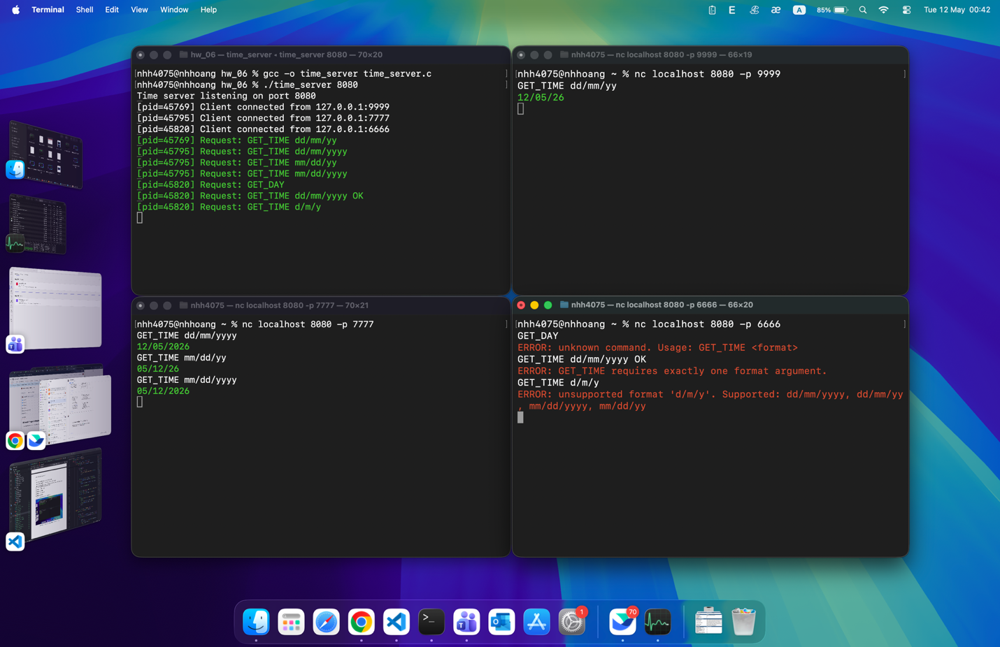 Terminal Shell Edit View Window Help
E æ A 85% Tue 12 May 00:42
hw_06 — time_server ◂ time_server 8080 — 70×20
[nhh4075@nhhoang hw_06 % gcc -o time_server time_server.c ]
[nhh4075@nhhoang hw_06 % ./time_server 8080 ]
Time server listening on port 8080
[pid=45769] Client connected from 127.0.0.1:9999
[pid=45795] Client connected from 127.0.0.1:7777
[pid=45820] Client connected from 127.0.0.1:6666
[pid=45769] Request: GET_TIME dd/mm/yy
[pid=45795] Request: GET_TIME dd/mm/yyyy
[pid=45795] Request: GET_TIME mm/dd/yy
[pid=45795] Request: GET_TIME mm/dd/yyyy
[pid=45820] Request: GET_DAY
[pid=45820] Request: GET_TIME dd/mm/yyyy OK
[pid=45820] Request: GET_TIME d/m/y
nhh4075 — nc localhost 8080 -p 9999 — 66×19
[nhh4075@nhhoang ~ % nc localhost 8080 -p 9999 ]
GET_TIME dd/mm/yy
12/05/26
nhh4075 — nc localhost 8080 -p 7777 — 70×21
[nhh4075@nhhoang ~ % nc localhost 8080 -p 7777 ]
GET_TIME dd/mm/yyyy
12/05/2026
GET_TIME mm/dd/yy
05/12/26
GET_TIME mm/dd/yyyy
05/12/2026
nhh4075 — nc localhost 8080 -p 6666 — 66×20
[nhh4075@nhhoang ~ % nc localhost 8080 -p 6666 ]
GET_DAY
ERROR: unknown command. Usage: GET_TIME <format>
GET_TIME dd/mm/yyyy OK
ERROR: GET_TIME requires exactly one format argument.
GET_TIME d/m/y
ERROR: unsupported format 'd/m/y'. Supported: dd/mm/yyyy, dd/mm/yy
, mm/dd/yyyy, mm/dd/yy
1
70